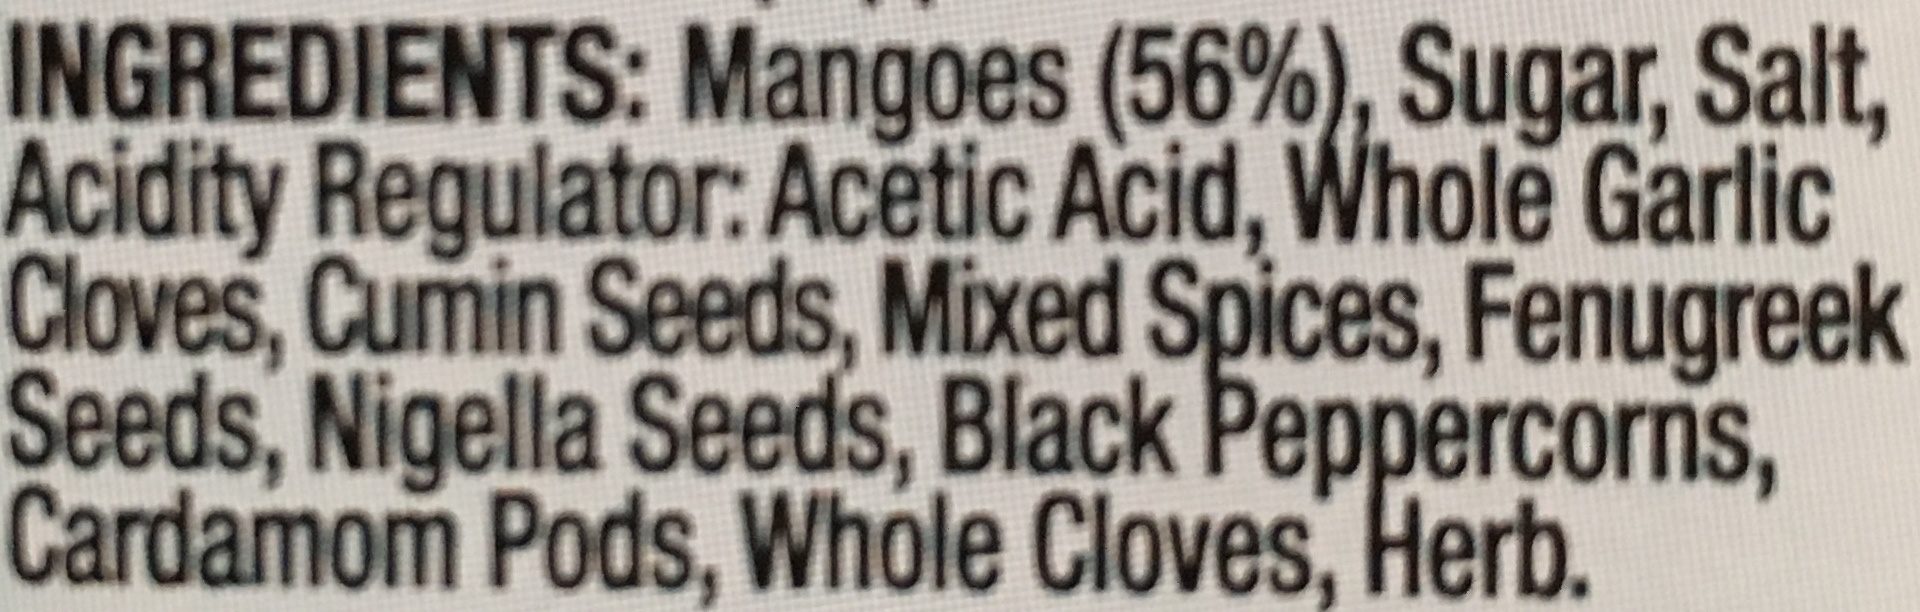 INGREDIENTS: Mangoes (56%), Sugar, Salt,
Acidity Regulator: Acetic Acid, Whole Garlic
Cloves, Cumin Seeds, Mixed Spices, Fenugreek
Seeds, Nigella Seeds, Black Peppercorns,
Cardamom Pods, Whole Cloves, Herb.